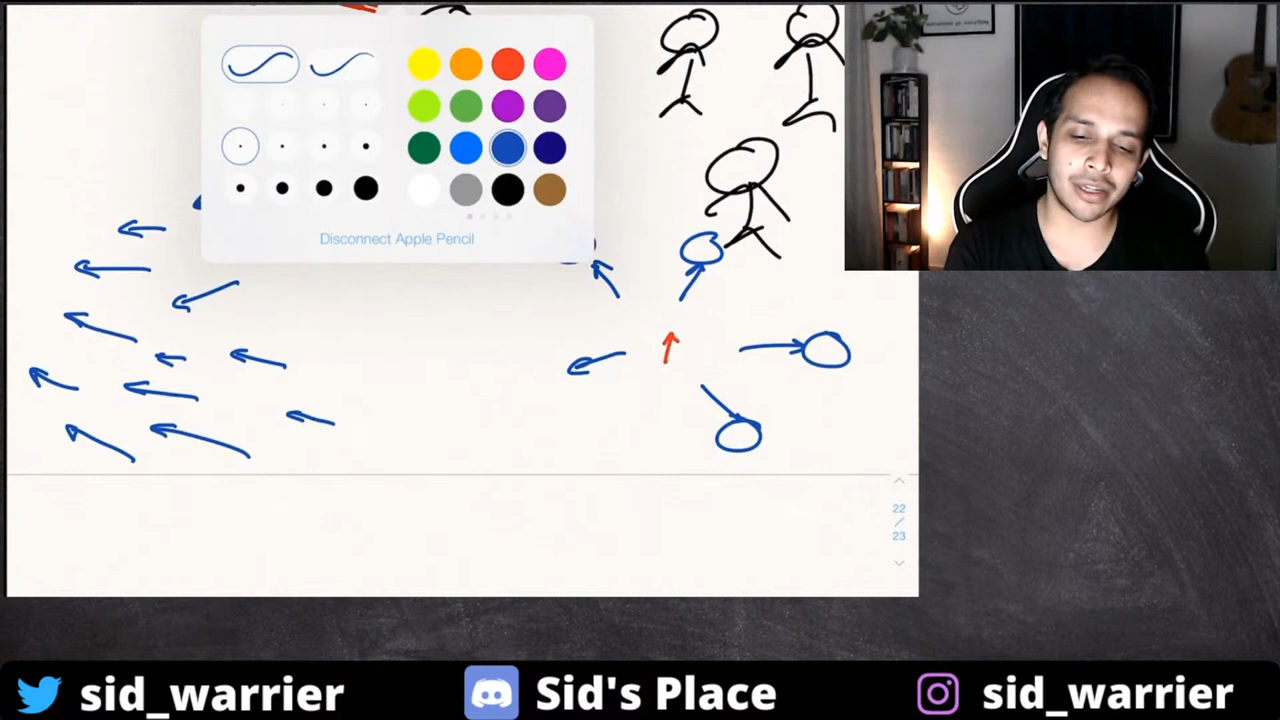 Disconnect Apple Pencil
22
/
23
sid_warrier
Sid's Place
sid_warrier